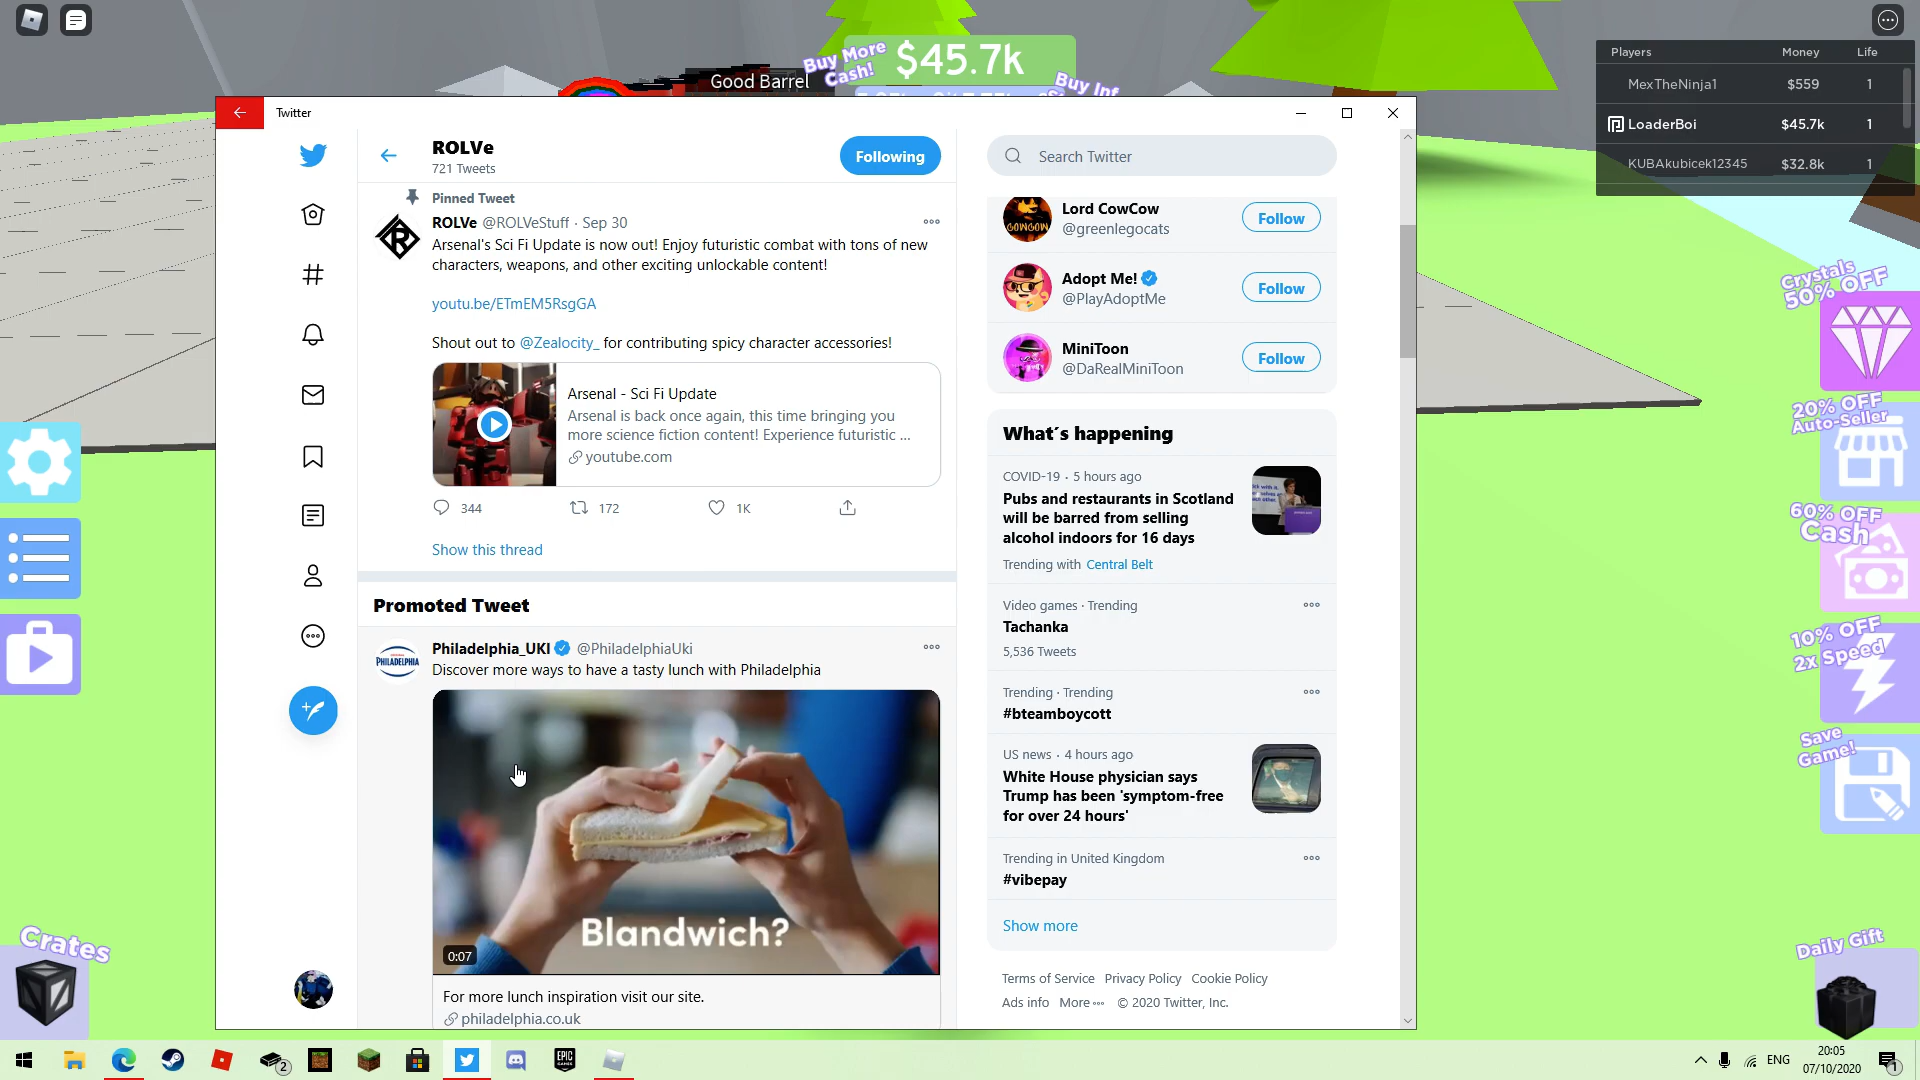 Buy More
Cash!
$45.7k
Buy Inf
Good Barrel
Players Money Life
MexTheNinja1 $559 1
LoaderBoi $45.7k 1
KUBAkubicek12345 $32.8k 1
Twitter
ROLVe
721 Tweets
Following
Search Twitter
Pinned Tweet
ROLVe @ROLVeStuff · Sep 30
Arsenal's Sci Fi Update is now out! Enjoy futuristic combat with tons of new
characters, weapons, and other exciting unlockable content!
youtu.be/ETmEM5RsgGA
Shout out to @Zealocity_ for contributing spicy character accessories!
Arsenal - Sci Fi Update
Arsenal is back once again, this time bringing you
more science fiction content! Experience futuristic ...
youtube.com
344 172 1K
Show this thread
Promoted Tweet
Philadelphia_UKI @PhiladelphiaUki
Discover more ways to have a tasty lunch with Philadelphia
PHILADELPHIA
Blandwich?
0:07
For more lunch inspiration visit our site.
philadelphia.co.uk
COWCOW
Lord CowCow
@greenlegocats
Follow
Adopt Me!
@PlayAdoptMe
Follow
MiniToon
@DaRealMiniToon
Follow
What's happening
COVID-19 · 5 hours ago
Pubs and restaurants in Scotland
will be barred from selling
alcohol indoors for 16 days
Trending with Central Belt
Video games · Trending
Tachanka
5,536 Tweets
Trending · Trending
#bteamboycott
US news · 4 hours ago
White House physician says
Trump has been 'symptom-free
for over 24 hours'
Trending in United Kingdom
#vibepay
Show more
Terms of Service Privacy Policy Cookie Policy
Ads info More © 2020 Twitter, Inc.
Crystals
50% OFF
20% OFF
Auto-Seller
60% OFF
Cash
10% OFF
2x Speed
Save
Game!
Crates
Daily Gift
2
EPIC
GAMES
ENG
20:05
07/10/2020
1